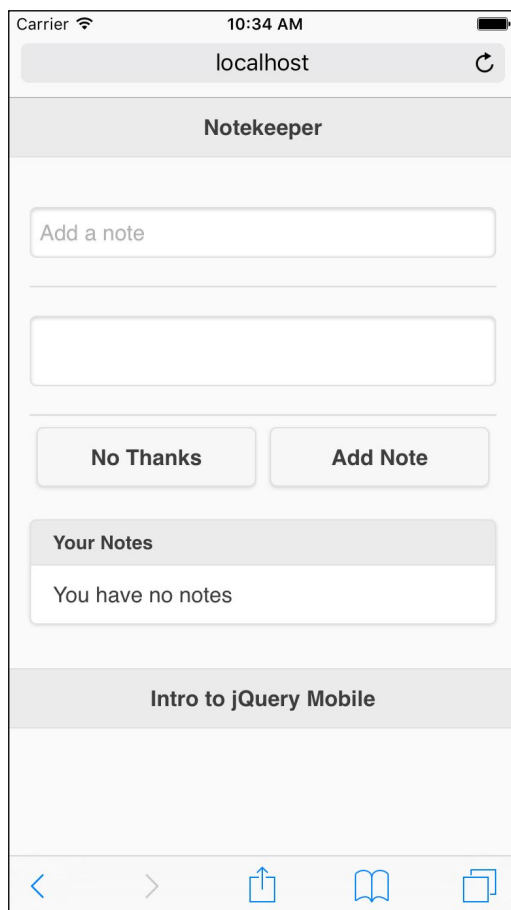 Carrier 10:34 AM
localhost
Notekeeper
Add a note
No Thanks Add Note
Your Notes
You have no notes
Intro to jQuery Mobile